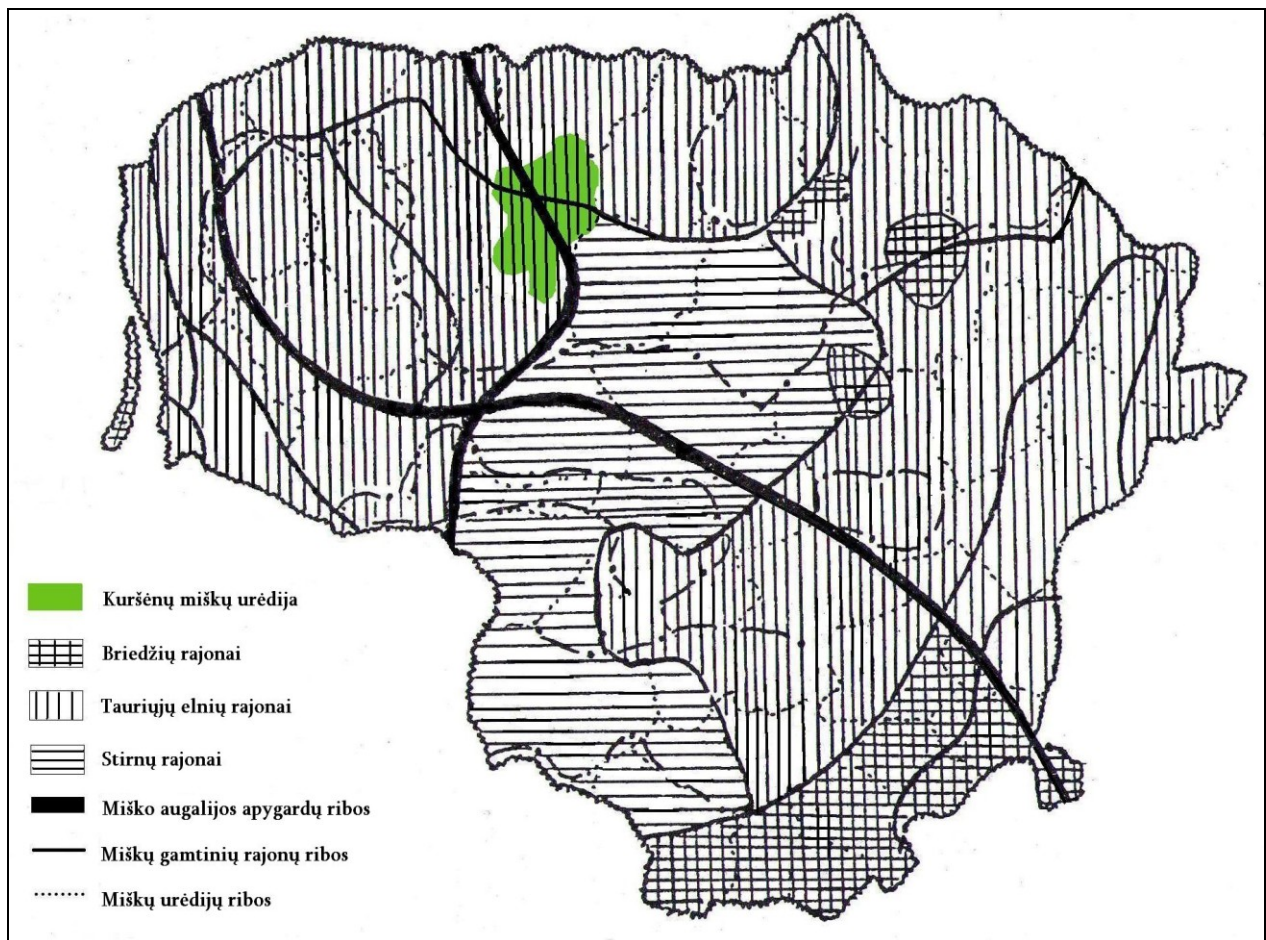 Kuršėnų miškų urėdija
Briedžių rajonai
Tauriųjų elnių rajonai
Stirnų rajonai
Miško augalijos apygardų ribos
Miškų gamtinių rajonų ribos
Miškų urėdijų ribos